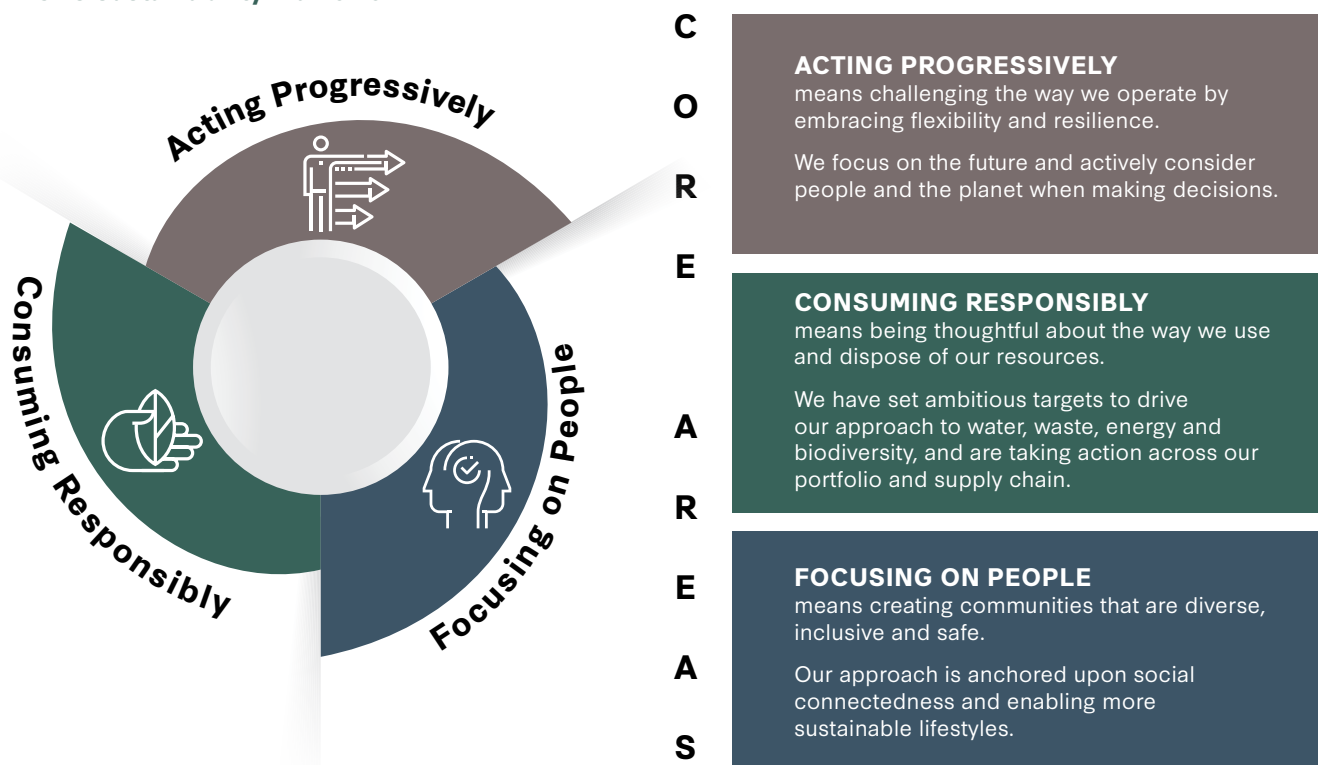 Acting Progressively
Consuming Responsibly
Focusing on People
CORE AREAS
ACTING PROGRESSIVELY
means challenging the way we operate by
embracing flexibility and resilience.
We focus on the future and actively consider
people and the planet when making decisions.
CONSUMING RESPONSIBLY
means being thoughtful about the way we use
and dispose of our resources.
We have set ambitious targets to drive
our approach to water, waste, energy and
biodiversity, and are taking action across our
portfolio and supply chain.
FOCUSING ON PEOPLE
means creating communities that are diverse,
inclusive and safe.
Our approach is anchored upon social
connectedness and enabling more
sustainable lifestyles.